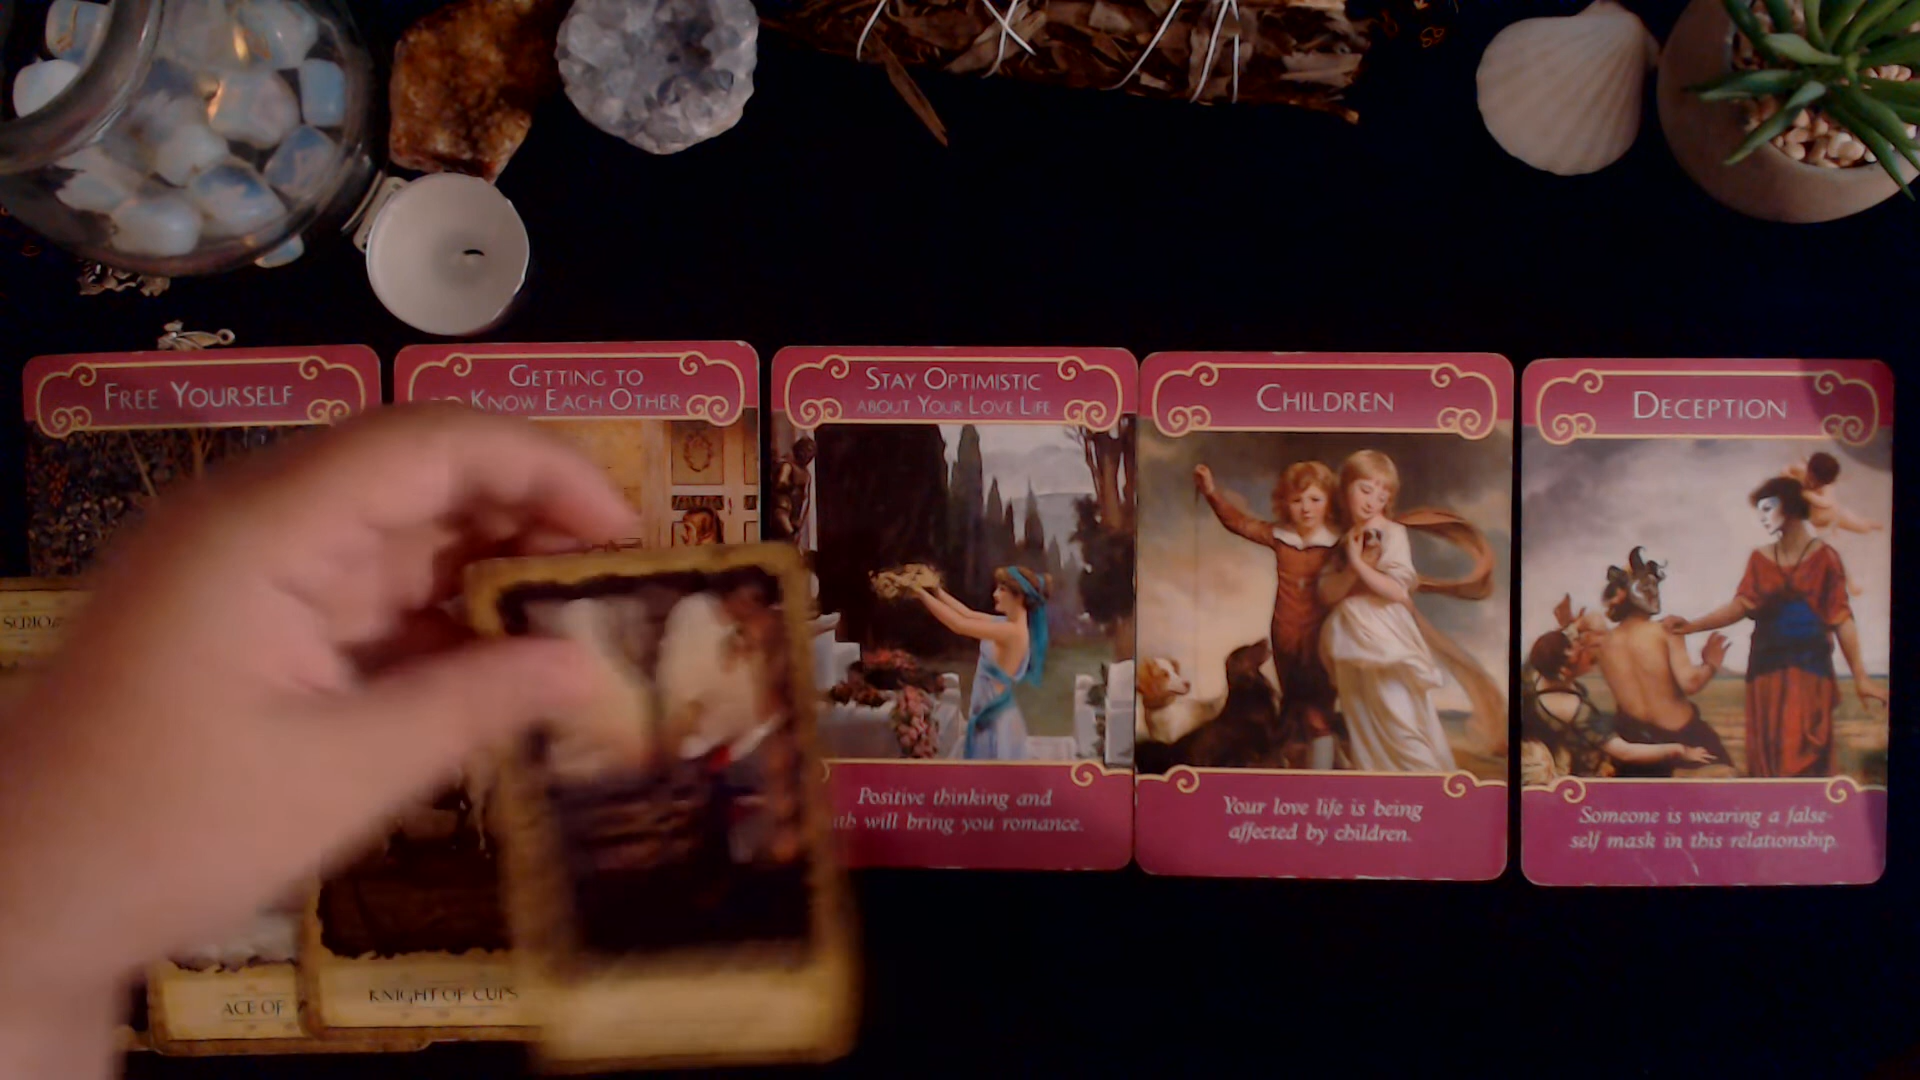 FREE YOURSELF
GETTING TO
KNOW EACH OTHER
STAY OPTIMISTIC
ABOUT YOUR LOVE LIFE
CHILDREN
DECEPTION
Positive thinking and
will bring you romance.
Your love life is being
affected by children.
Someone is wearing a false-
self mask in this relationship.
ACE OF
KNIGHT OF CUPS